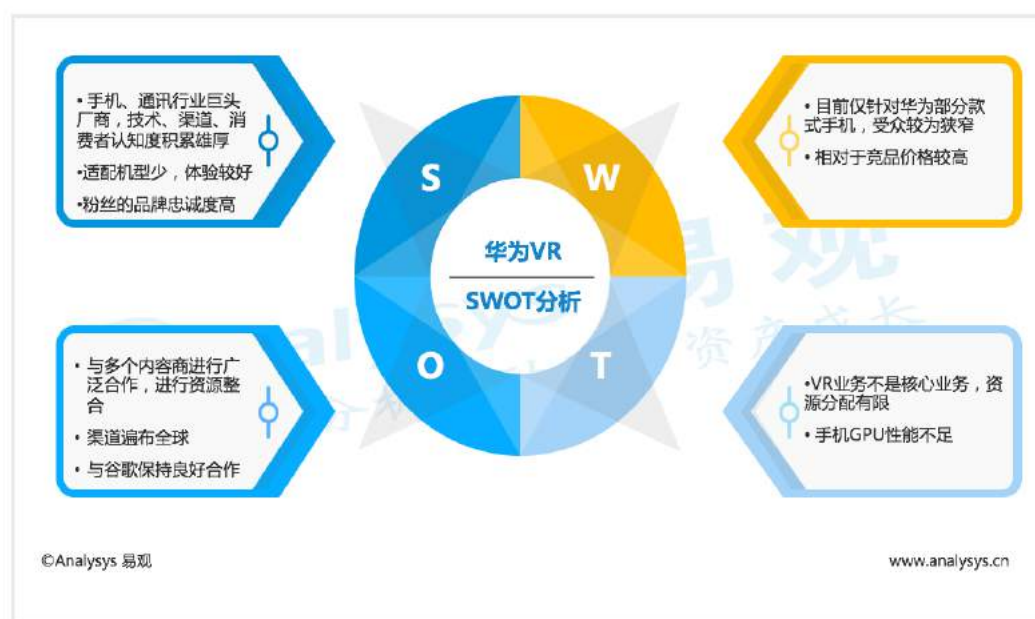 • 手机、通讯行业巨头
厂商，技术、渠道、消
费者认知度积累雄厚
•适配机型少，体验较好
•粉丝的品牌忠诚度高
• 目前仅针对华为部分款
式手机，受众较为狭窄
• 相对于竞品价格较高
S
W
华为VR
SWOT分析
O
T
• 与多个内容商进行广
泛合作，进行资源整
合
• 渠道遍布全球
• 与谷歌保持良好合作
•VR业务不是核心业务，资
源分配有限
• 手机GPU性能不足
©Analysys 易观
www.analysys.cn